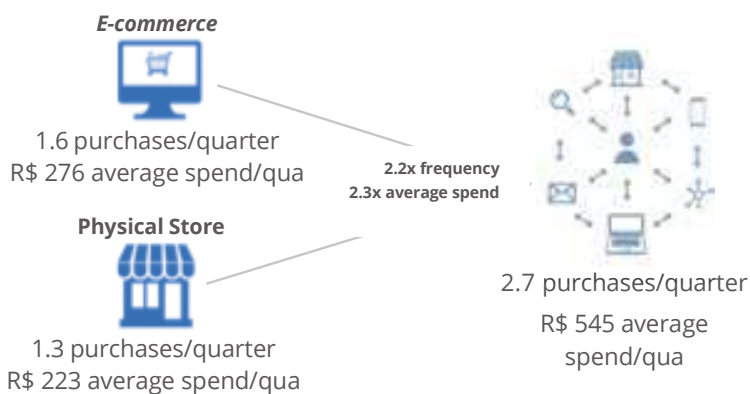 E-commerce
1.6 purchases/quarter
R$ 276 average spend/qua
Physical Store
1.3 purchases/quarter
R$ 223 average spend/qua
2.2x frequency
2.3x average spend
2.7 purchases/quarter
R$ 545 average
spend/qua